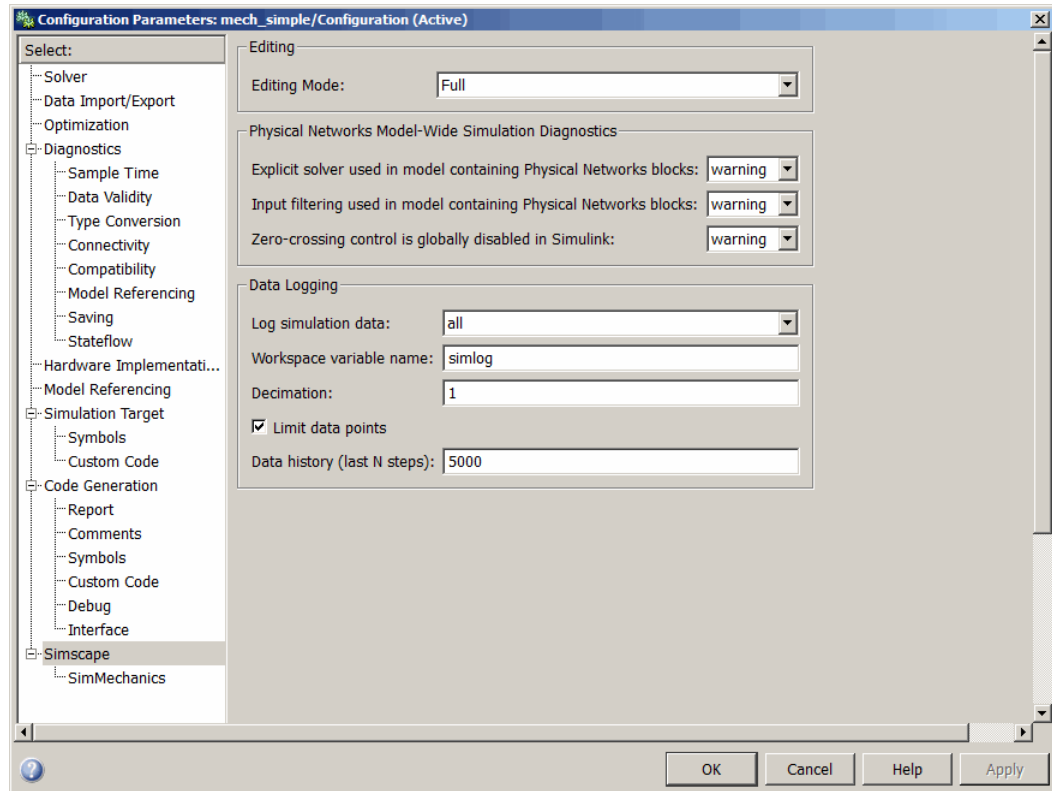 Configuration Parameters: mech_simple/Configuration (Active)
Select:
Solver
Data Import/Export
Optimization
Diagnostics
Sample Time
Data Validity
Type Conversion
Connectivity
Compatibility
Model Referencing
Saving
Stateflow
Hardware Implementati...
Model Referencing
Simulation Target
Symbols
Custom Code
Code Generation
Report
Comments
Symbols
Custom Code
Debug
Interface
Simscape
SimMechanics
Editing
Editing Mode: Full
Physical Networks Model-Wide Simulation Diagnostics
Explicit solver used in model containing Physical Networks blocks: warning
Input filtering used in model containing Physical Networks blocks: warning
Zero-crossing control is globally disabled in Simulink: warning
Data Logging
Log simulation data: all
Workspace variable name: simlog
Decimation: 1
Limit data points
Data history (last N steps): 5000
OK Cancel Help Apply